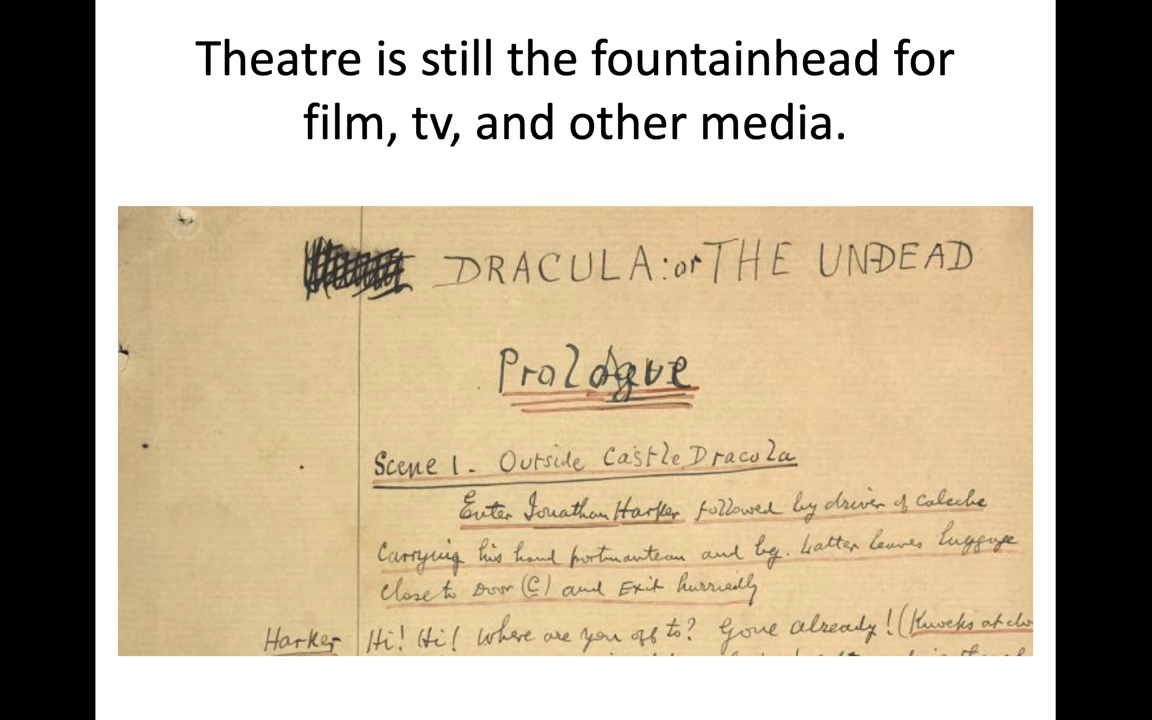 Theatre is still the fountainhead for
film, tv, and other media.
DRACULA: or THE UNDEAD
Prologue
Scene 1. Outside Castle Dracula
Enter Jonathan Harker followed by driver of caleche
carrying his hand portmanteau and bag. Latter leaves luggage
close to Door (C) and Exit hurriedly
Harker Hi! Hi! Where are you off to? Gone already! (Knocks at